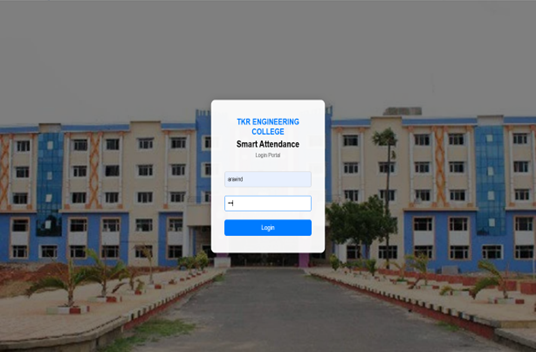 TKR ENGINEERING
COLLEGE
Smart Attendance
Login Portal
aravind
Login